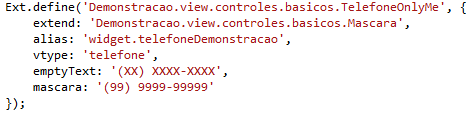 Ext.define('Demonstracao.view.controles.basicos.TelefoneOnlyMe', {
    extend: 'Demonstracao.view.controles.basicos.Mascara',
    alias: 'widget.telefoneDemonstracao',
    vtype: 'telefone',
    emptyText: '(XX) XXXX-XXXX',
    mascara: '(99) 9999-99999'
});